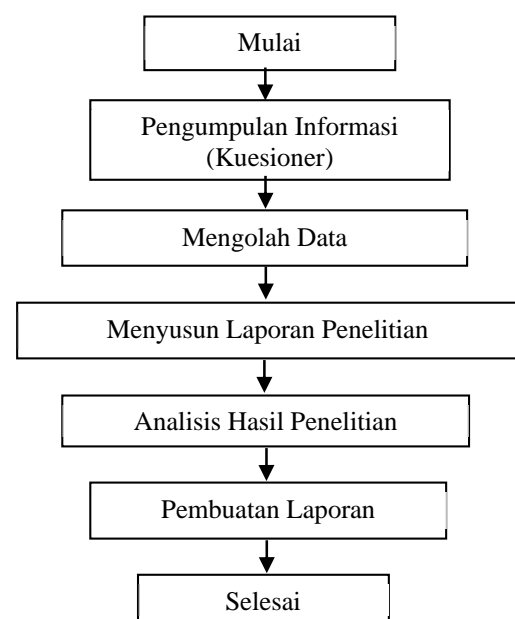 Mulai
Pengumpulan Informasi
(Kuesioner)
Mengolah Data
Menyusun Laporan Penelitian
Analisis Hasil Penelitian
Pembuatan Laporan
Selesai